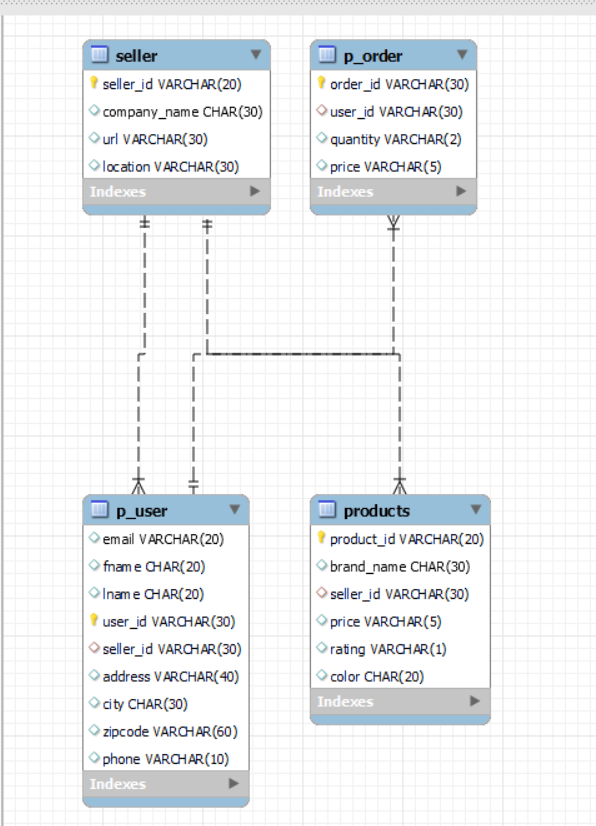 seller
seller_id VARCHAR(20)
company_name CHAR(30)
url VARCHAR(30)
location VARCHAR(30)
Indexes
p_order
order_id VARCHAR(30)
user_id VARCHAR(30)
quantity VARCHAR(2)
price VARCHAR(5)
Indexes
p_user
email VARCHAR(20)
fname CHAR(20)
lname CHAR(20)
user_id VARCHAR(30)
seller_id VARCHAR(30)
address VARCHAR(40)
city CHAR(30)
zipcode VARCHAR(60)
phone VARCHAR(10)
Indexes
products
product_id VARCHAR(20)
brand_name CHAR(30)
seller_id VARCHAR(30)
price VARCHAR(5)
rating VARCHAR(1)
color CHAR(20)
Indexes